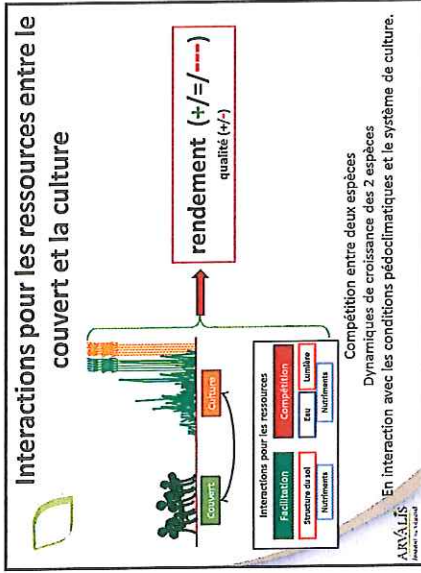 Interactions pour les ressources entre le
couvert et la culture
Couvert
Culture
rendement (+/=/---)
qualité (+/-)
Interactions pour les ressources
Facilitation
Compétition
Structure du sol
Eau
Lumière
Nutriments
Nutriments
Compétition entre deux espèces
Dynamiques de croissance des 2 espèces
En interaction avec les conditions pédoclimatiques et le système de culture.
ARVALIS